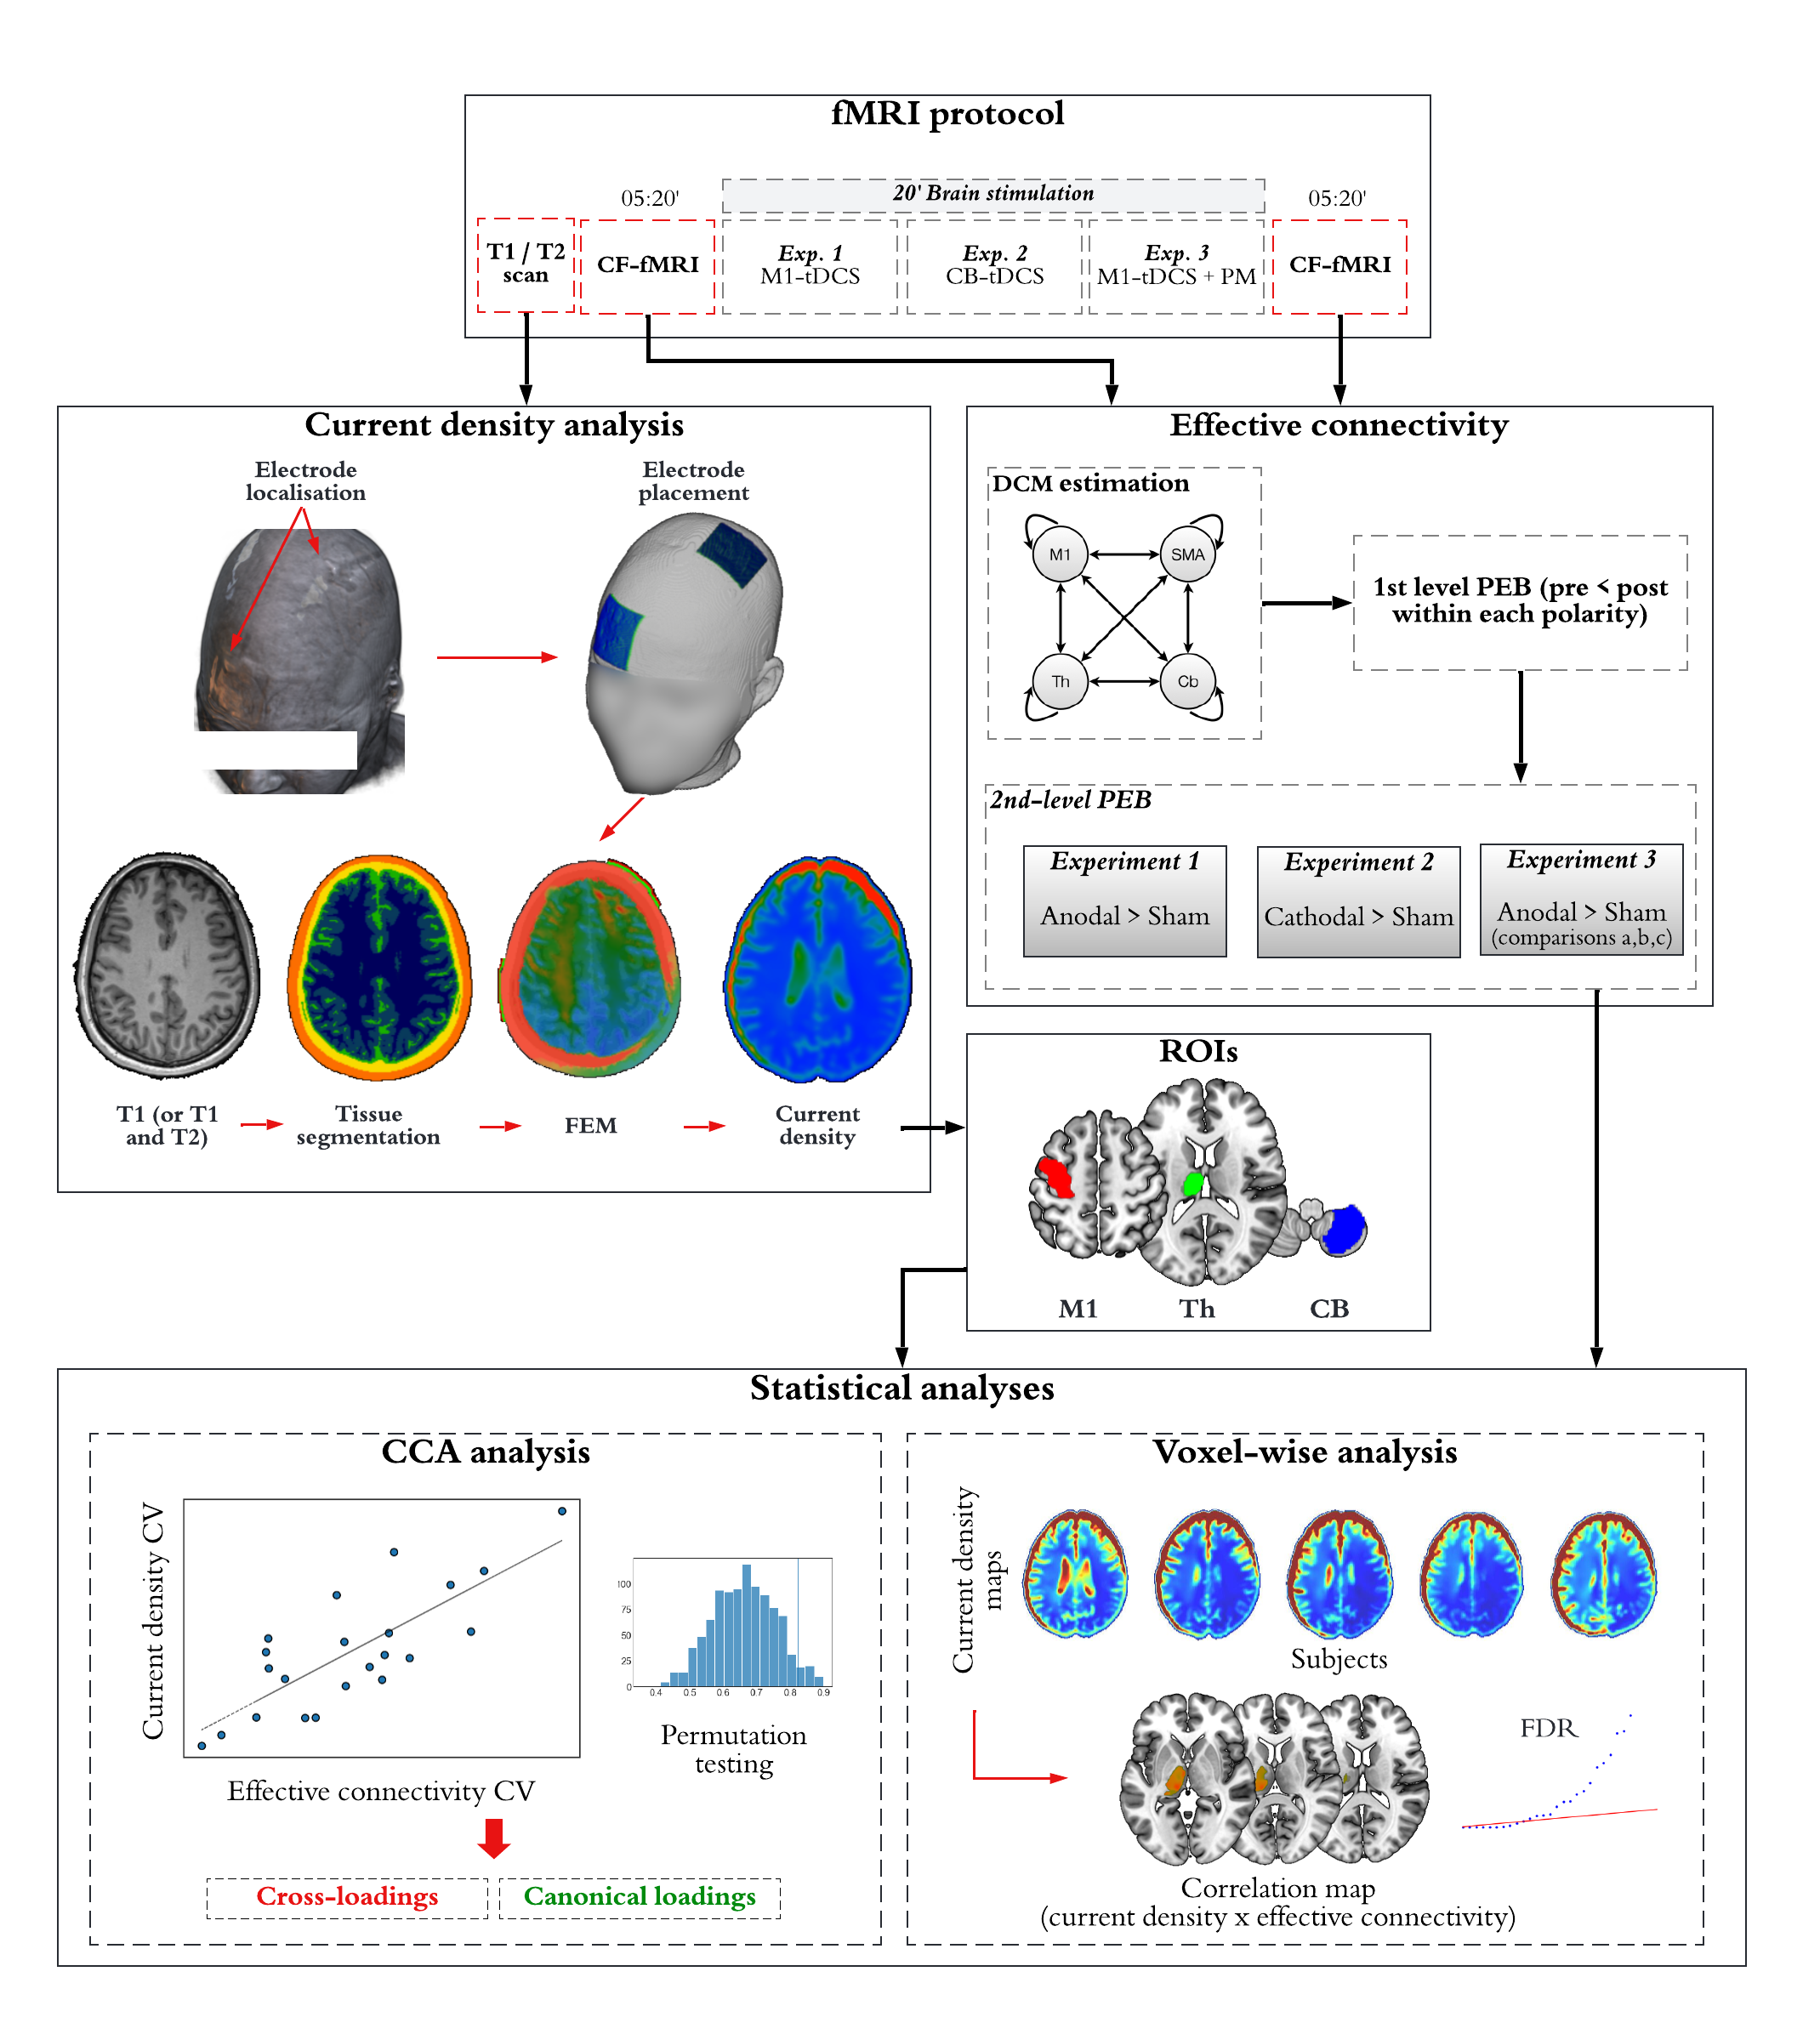 fMRI protocol
05:20'
20' Brain stimulation
05:20'
T1 / T2
scan
CF-fMRI
Exp. 1
M1-tDCS
Exp. 2
CB-tDCS
Exp. 3
M1-tDCS + PM
CF-fMRI
Current density analysis
Electrode
localisation
Electrode
placement
T1 (or T1
and T2)
Tissue
segmentation
FEM
Current
density
Effective connectivity
DCM estimation
M1
SMA
Th
Cb
1st level PEB (pre < post
within each polarity)
2nd-level PEB
Experiment 1
Anodal > Sham
Experiment 2
Cathodal > Sham
Experiment 3
Anodal > Sham
(comparisons a,b,c)
ROIs
M1
Th
CB
Statistical analyses
CCA analysis
Current density CV
Effective connectivity CV
100
75
50
25
0
0.4
0.5
0.6
0.7
0.8
0.9
Permutation
testing
Cross-loadings
Canonical loadings
Voxel-wise analysis
Current density
maps
Subjects
FDR
Correlation map
(current density x effective connectivity)